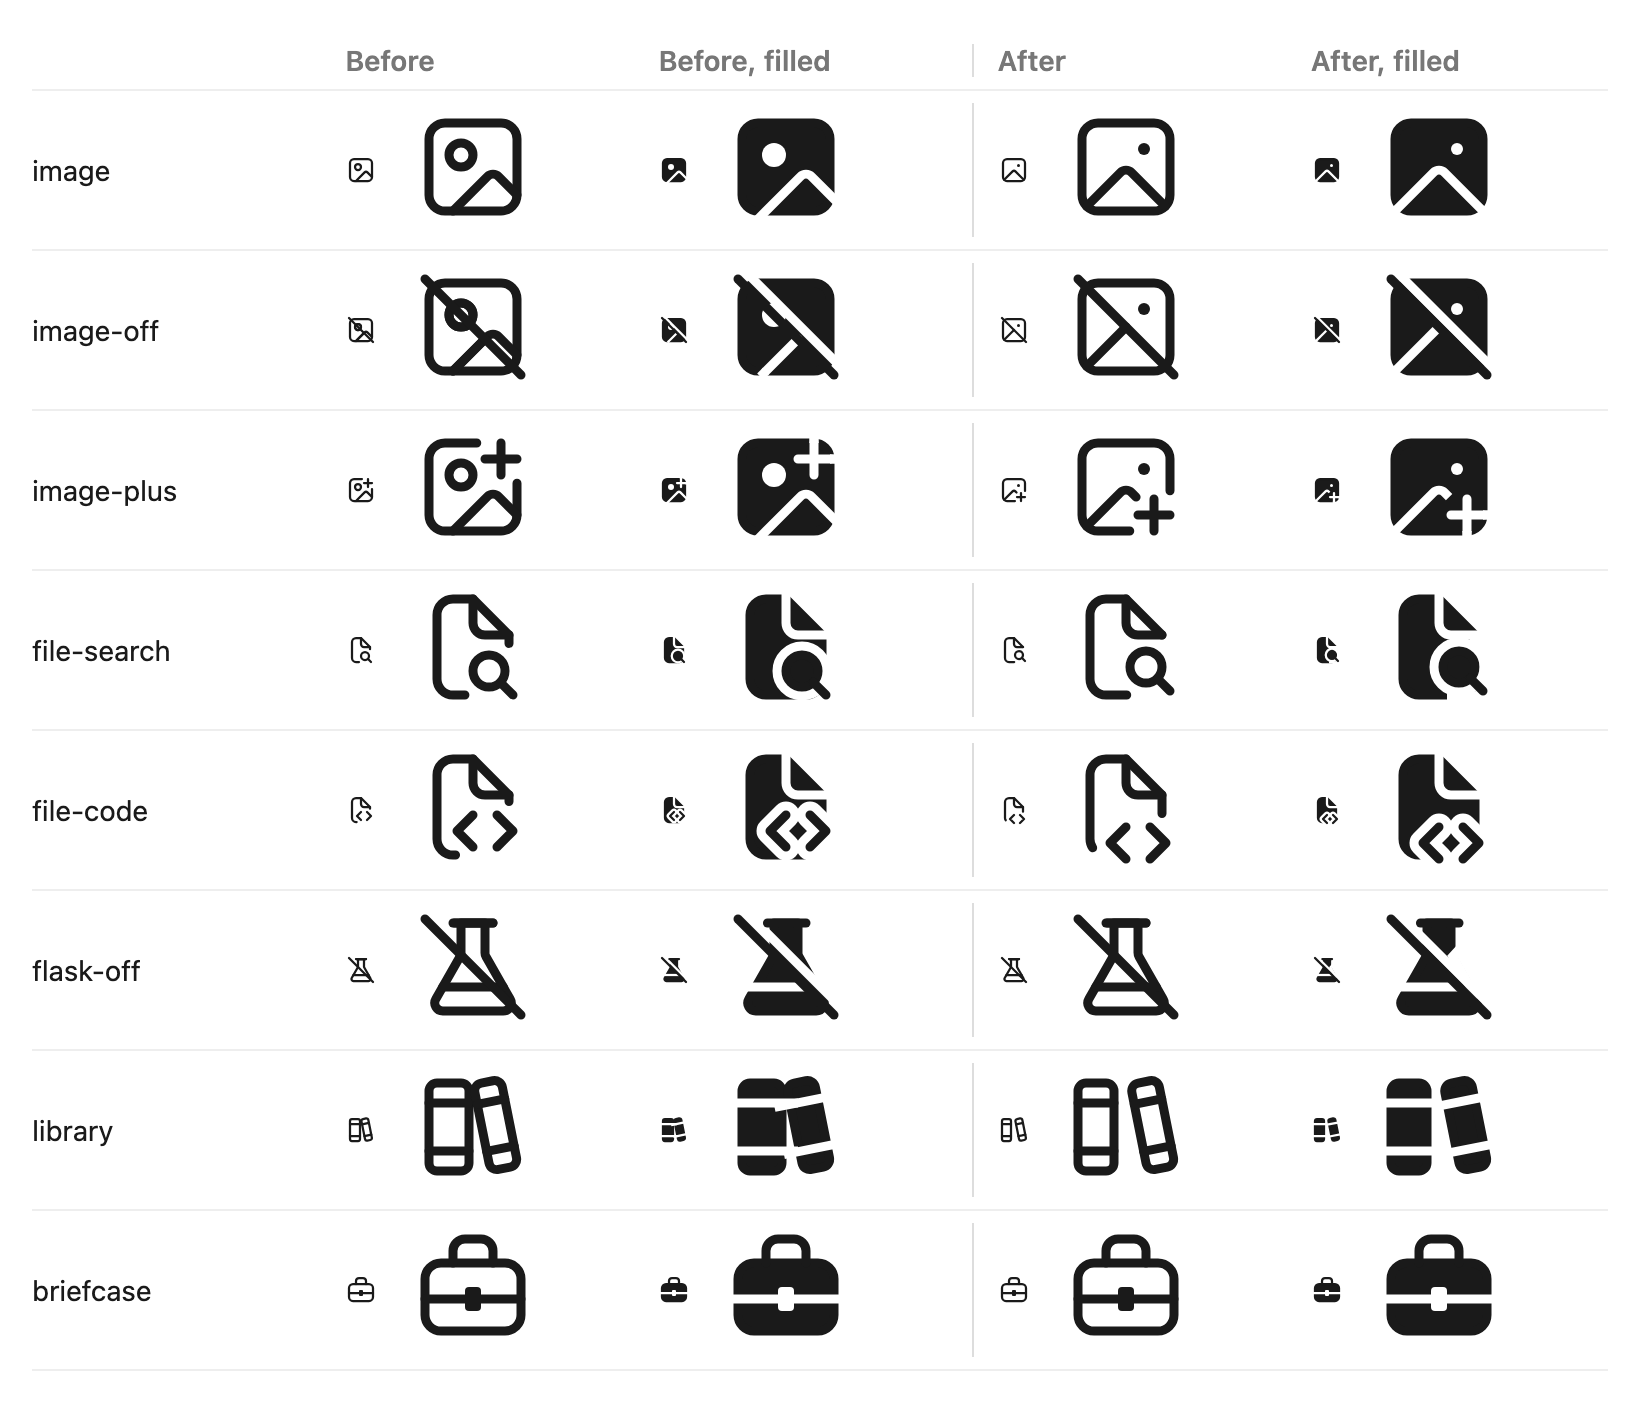 Before Before, filled After After, filled
image
image-off
image-plus
file-search
file-code
flask-off
library
briefcase